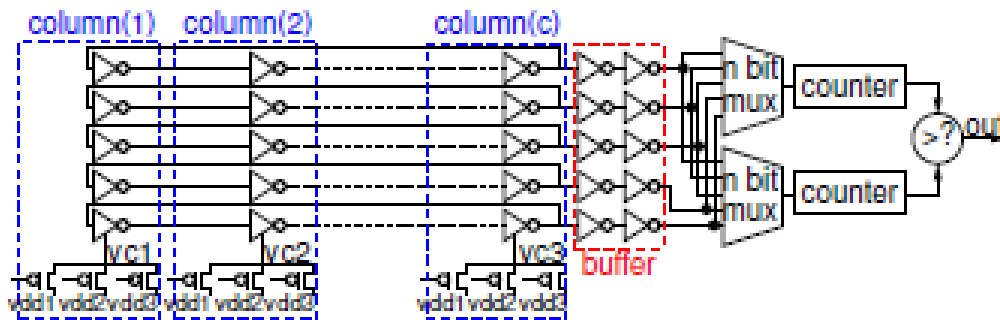 column(1) column(2) column(c)
n bit
mux
counter
>?
out
n bit
mux
counter
buffer
vc1 vc2 vc3
vdd1 vdd2 vdd3 vdd1 vdd2 vdd3 vdd1 vdd2 vdd3